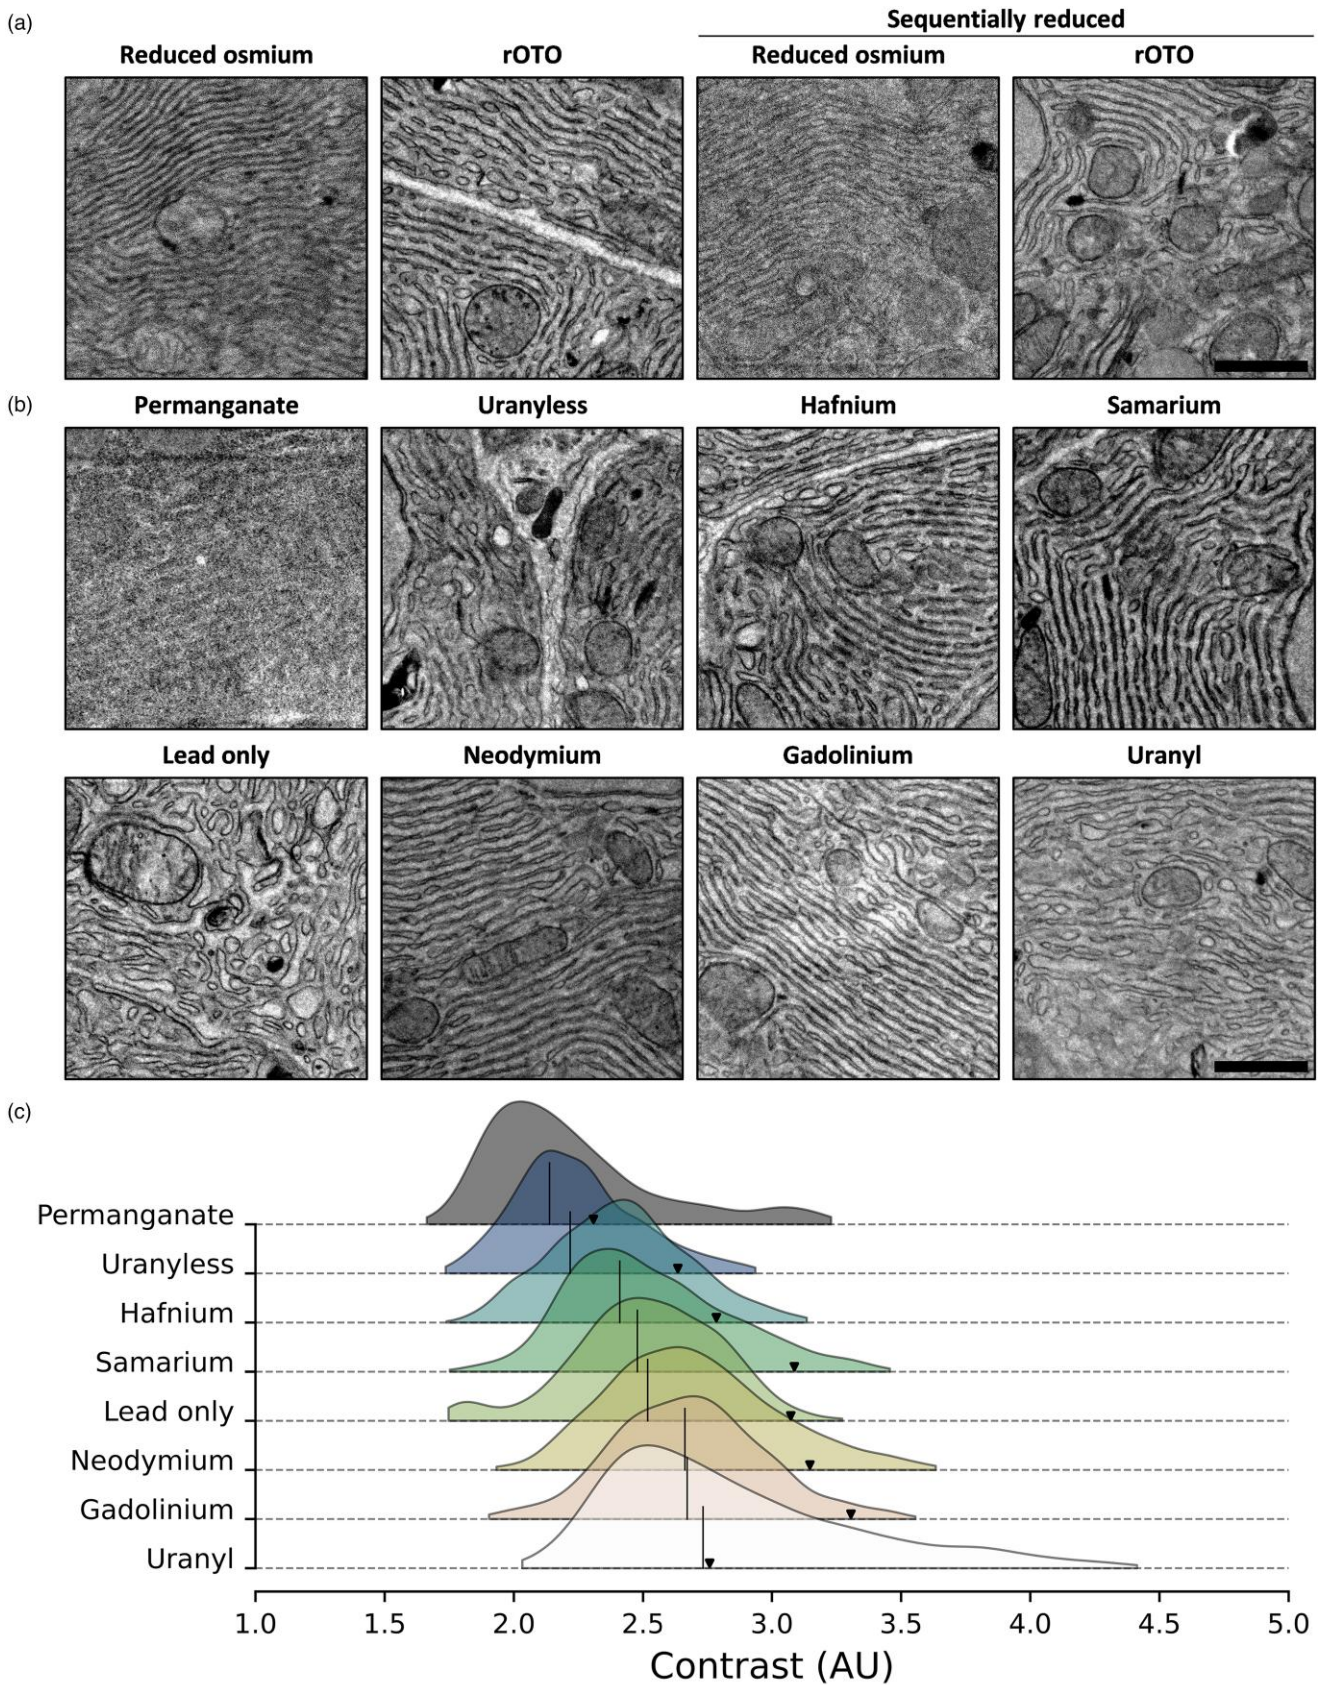 (a)
Sequentially reduced
Reduced osmium rOTO Reduced osmium rOTO
(b)
Permanganate Uranyless Hafnium Samarium
Lead only Neodymium Gadolinium Uranyl
(c)
Permanganate
Uranyless
Hafnium
Samarium
Lead only
Neodymium
Gadolinium
Uranyl
1.0 1.5 2.0 2.5 3.0 3.5 4.0 4.5 5.0
Contrast (AU)